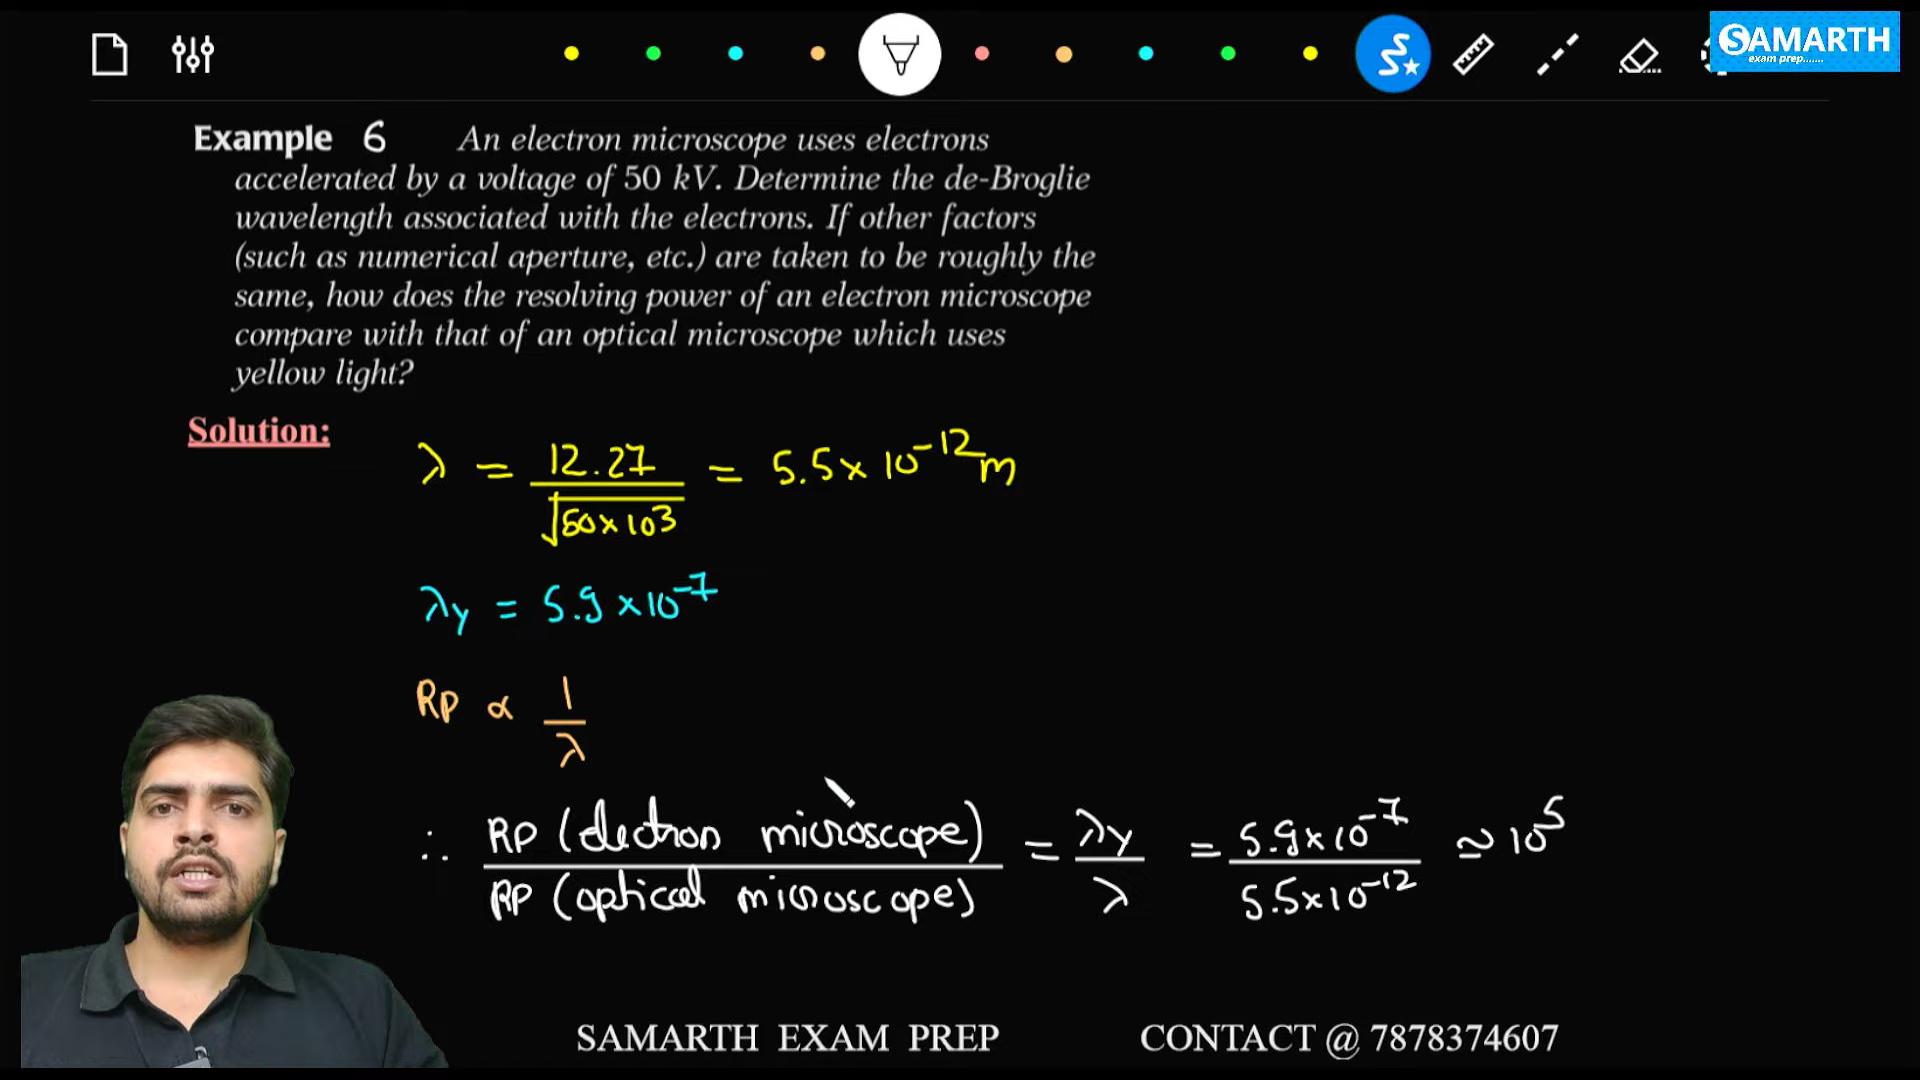 SAMARTH
exam prep.......
Example 6 An electron microscope uses electrons
accelerated by a voltage of 50 kV. Determine the de-Broglie
wavelength associated with the electrons. If other factors
(such as numerical aperture, etc.) are taken to be roughly the
same, how does the resolving power of an electron microscope
compare with that of an optical microscope which uses
yellow light?
Solution:
λ = 12.27 / √50×10³ = 5.5 × 10⁻¹² m
λy = 5.9 × 10⁻⁷
Rp ∝ 1/λ
∴ RP (electron microscope) / RP (optical microscope) = λy / λ = 5.9×10⁻⁷ / 5.5×10⁻¹² ≃ 10⁵
SAMARTH EXAM PREP CONTACT @ 7878374607